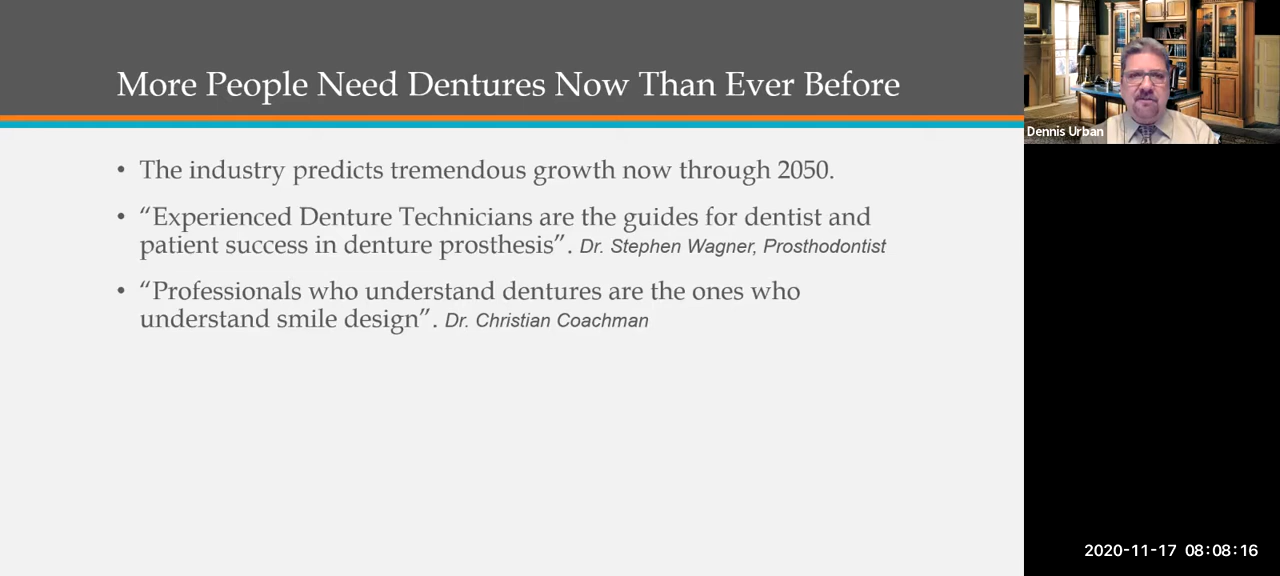 More People Need Dentures Now Than Ever Before
• The industry predicts tremendous growth now through 2050.
• “Experienced Denture Technicians are the guides for dentist and
patient success in denture prosthesis”. Dr. Stephen Wagner, Prosthodontist
• “Professionals who understand dentures are the ones who
understand smile design”. Dr. Christian Coachman
Dennis Urban
2020-11-17 08:08:16